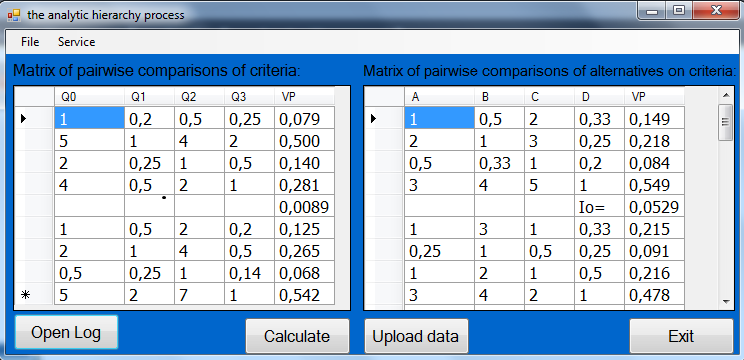 the analytic hierarchy process
File Service
Matrix of pairwise comparisons of criteria:
Q0 Q1 Q2 Q3 VP
1 0,2 0,5 0,25 0,079
5 1 4 2 0,500
2 0,25 1 0,5 0,140
4 0,5 2 1 0,281
0,0089
1 0,5 2 0,2 0,125
2 1 4 0,5 0,265
0,5 0,25 1 0,14 0,068
5 2 7 1 0,542
Matrix of pairwise comparisons of alternatives on criteria:
A B C D VP
1 0,5 2 0,33 0,149
2 1 3 0,25 0,218
0,5 0,33 1 0,2 0,084
3 4 5 1 0,549
Io= 0,0529
1 3 1 0,33 0,215
0,25 1 0,5 0,25 0,091
1 2 1 0,5 0,216
3 4 2 1 0,478
Open Log
Calculate
Upload data
Exit